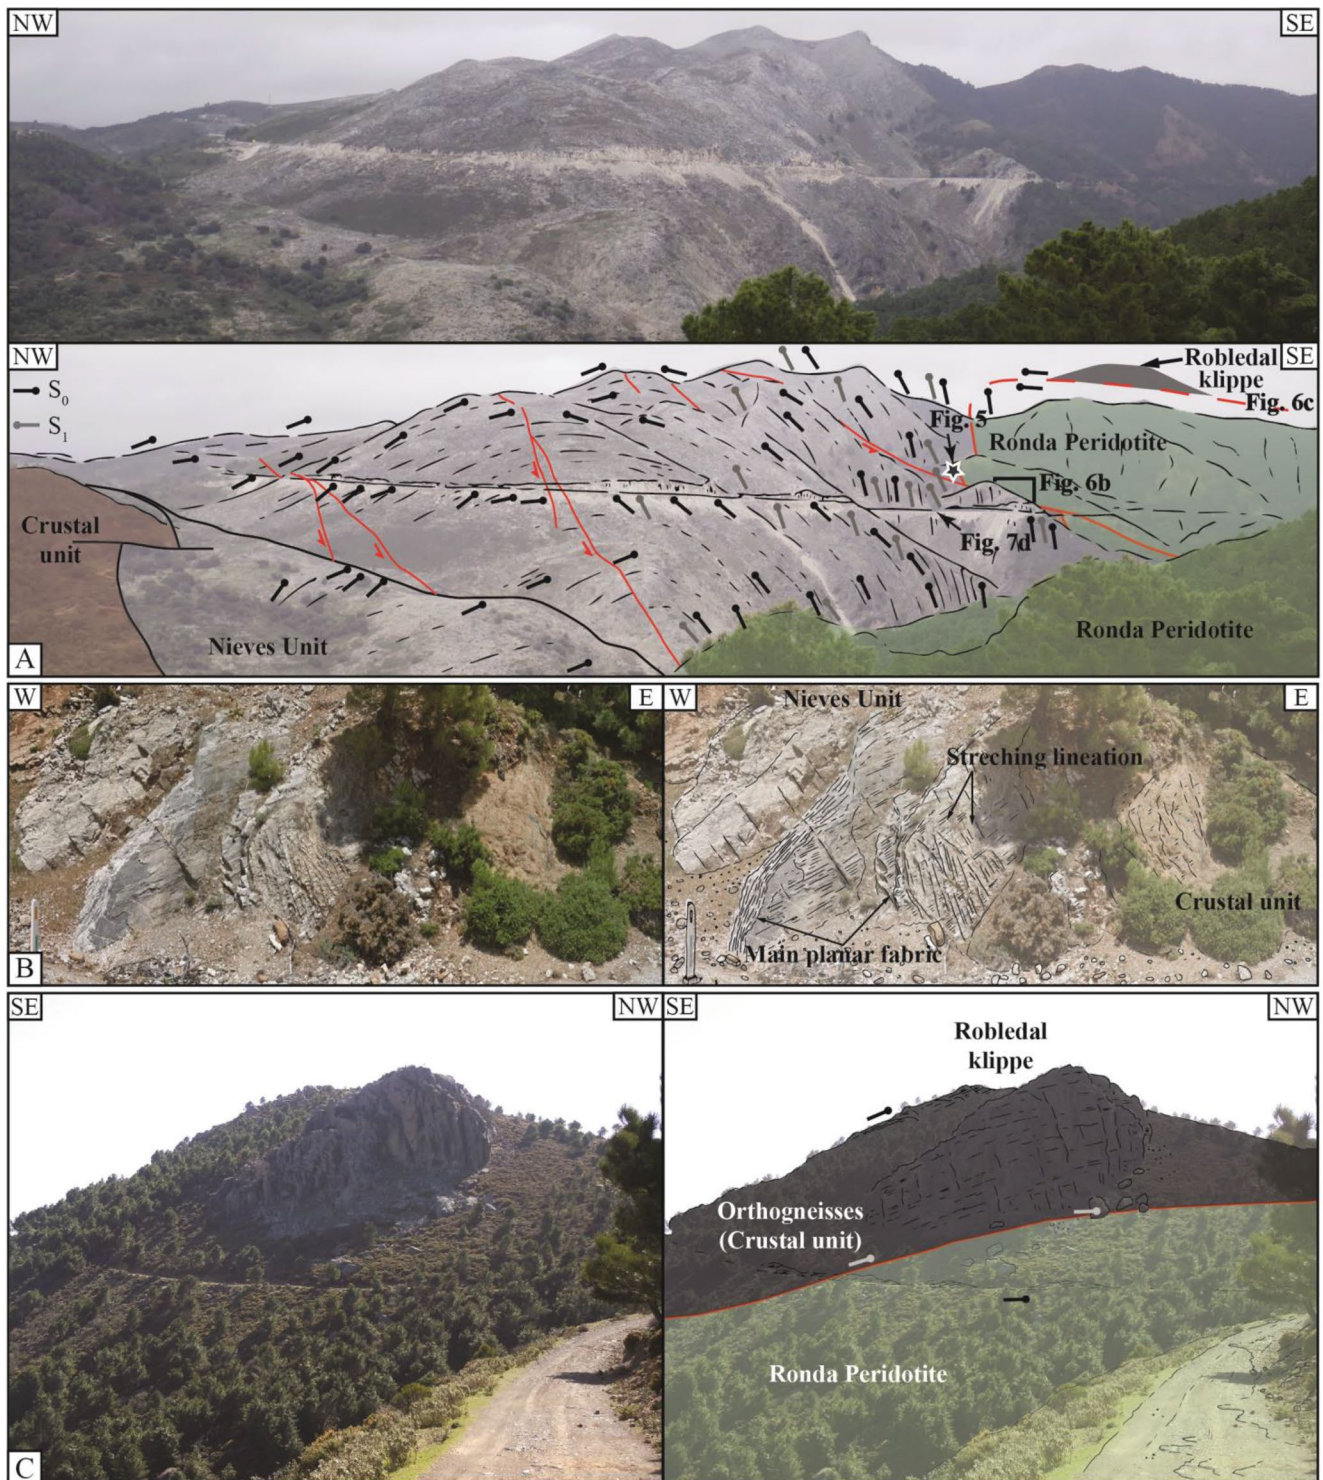 NW
SE
NW
SE
S₀
S₁
Robledal
klippe
Fig. 6c
Fig. 5
Ronda Peridotite
Fig. 6b
Crustal
unit
Fig. 7d
Nieves Unit
Ronda Peridotite
A
W
E
W
Nieves Unit
E
Streching lineation
Crustal unit
Main planar fabric
B
SE
NW
SE
NW
Robledal
klippe
Orthogneisses
(Crustal unit)
Ronda Peridotite
C